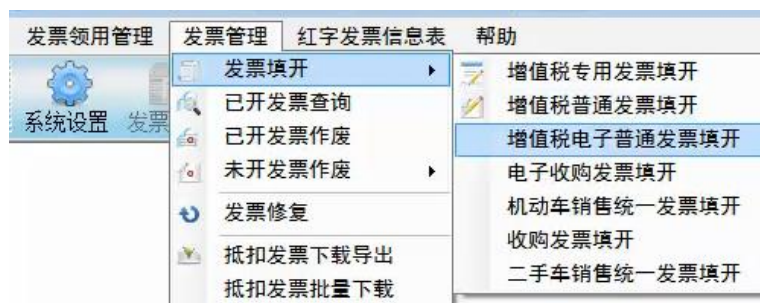 发票领用管理 发票管理 红字发票信息表 帮助
系统设置 发票
发票填开
已开发票查询
已开发票作废
未开发票作废
发票修复
抵扣发票下载导出
抵扣发票批量下载
增值税专用发票填开
增值税普通发票填开
增值税电子普通发票填开
电子收购发票填开
机动车销售统一发票填开
收购发票填开
二手车销售统一发票填开